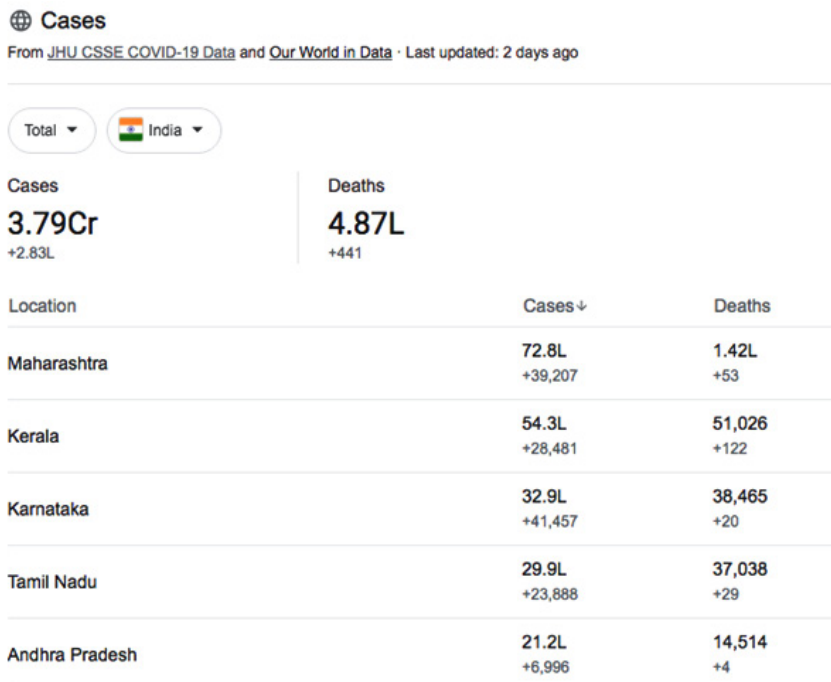 Cases
From JHU CSSE COVID-19 Data and Our World in Data · Last updated: 2 days ago
Total India
Cases Deaths
3.79Cr 4.87L
+2.83L +441
Location Cases↓ Deaths
Maharashtra 72.8L 1.42L
+39,207 +53
Kerala 54.3L 51,026
+28,481 +122
Karnataka 32.9L 38,465
+41,457 +20
Tamil Nadu 29.9L 37,038
+23,888 +29
Andhra Pradesh 21.2L 14,514
+6,996 +4